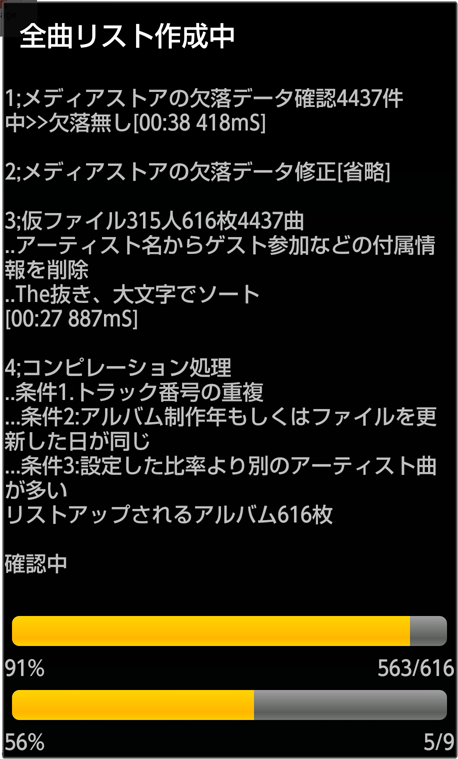 全曲リスト作成中
1;メディアストアの欠落データ確認4437件
中>>欠落無し[00:38 418mS]
2;メディアストアの欠落データ修正[省略]
3;仮ファイル315人616枚4437曲
..アーティスト名からゲスト参加などの付属情
報を削除
..The抜き、大文字でソート
[00:27 887mS]
4;コンピレーション処理
..条件1.トラック番号の重複
...条件2:アルバム制作年もしくはファイルを更
新した日が同じ
...条件3:設定した比率より別のアーティスト曲
が多い
リストアップされるアルバム616枚
確認中
91% 563/616
56% 5/9